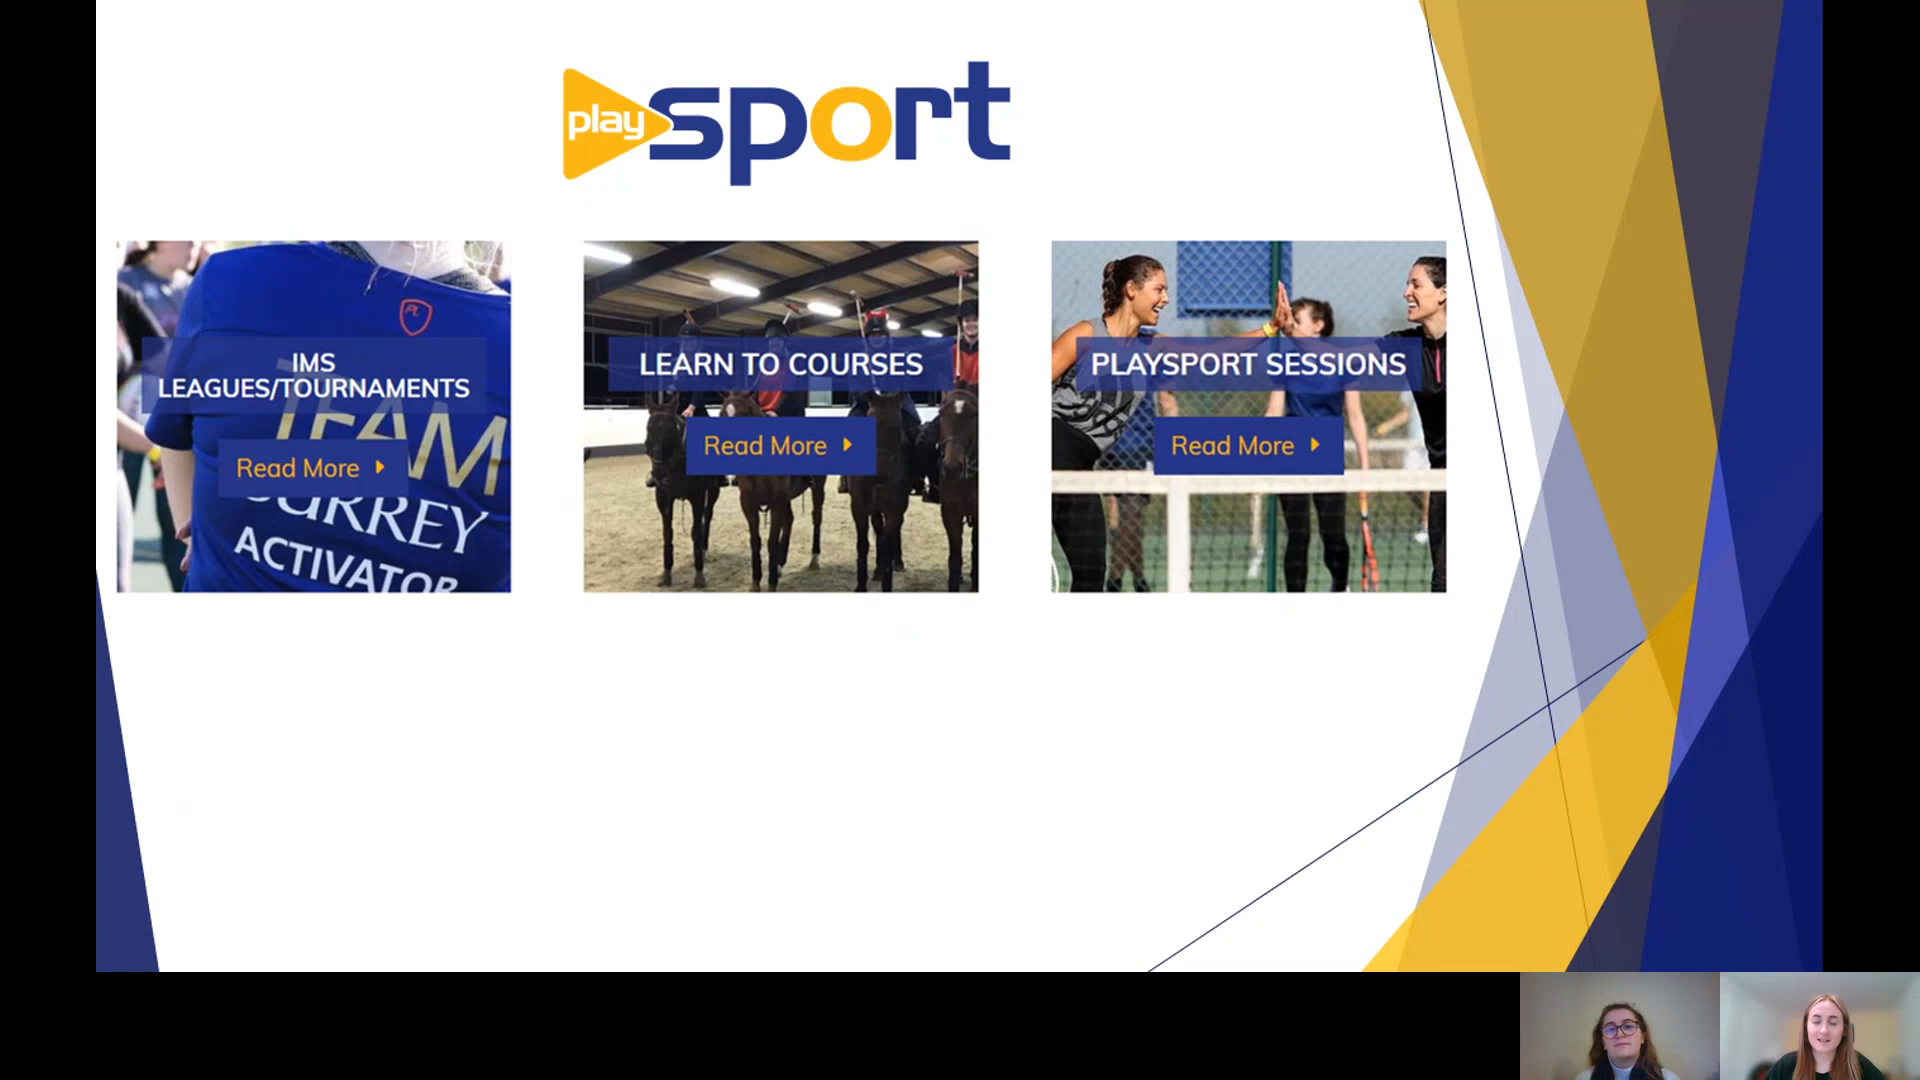 play sport
IMS
LEAGUES/TOURNAMENTS
Read More
TEAM
SURREY
ACTIVATOR
LEARN TO COURSES
Read More
PLAYSPORT SESSIONS
Read More